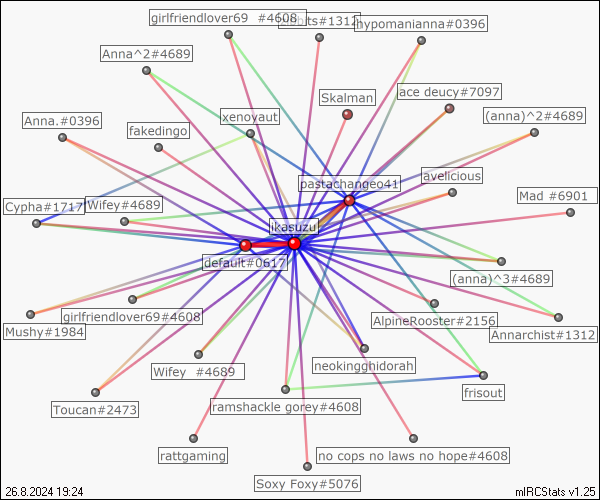 girlfriendlover69 #4608
#1312
hypomanianna#0396
Anna^2#4689
Skalman
ace deucy#7097
Anna.#0396
xenoyaut
(anna)^2#4689
fakedingo
pastachangeo41
avelicious
Mad #6901
Cypha#1717
Wifey#4689
ikasuzu
default#0617
(anna)^3#4689
girlfriendlover69#4608
AlpineRooster#2156
Mushy#1984
Annarchist#1312
neokingghidorah
Wifey #4689
frisout
Toucan#2473
ramshackle gorey#4608
rattgaming
no cops no laws no hope#4608
Soxy Foxy#5076
26.8.2024 19:24
mIRCStats v1.25